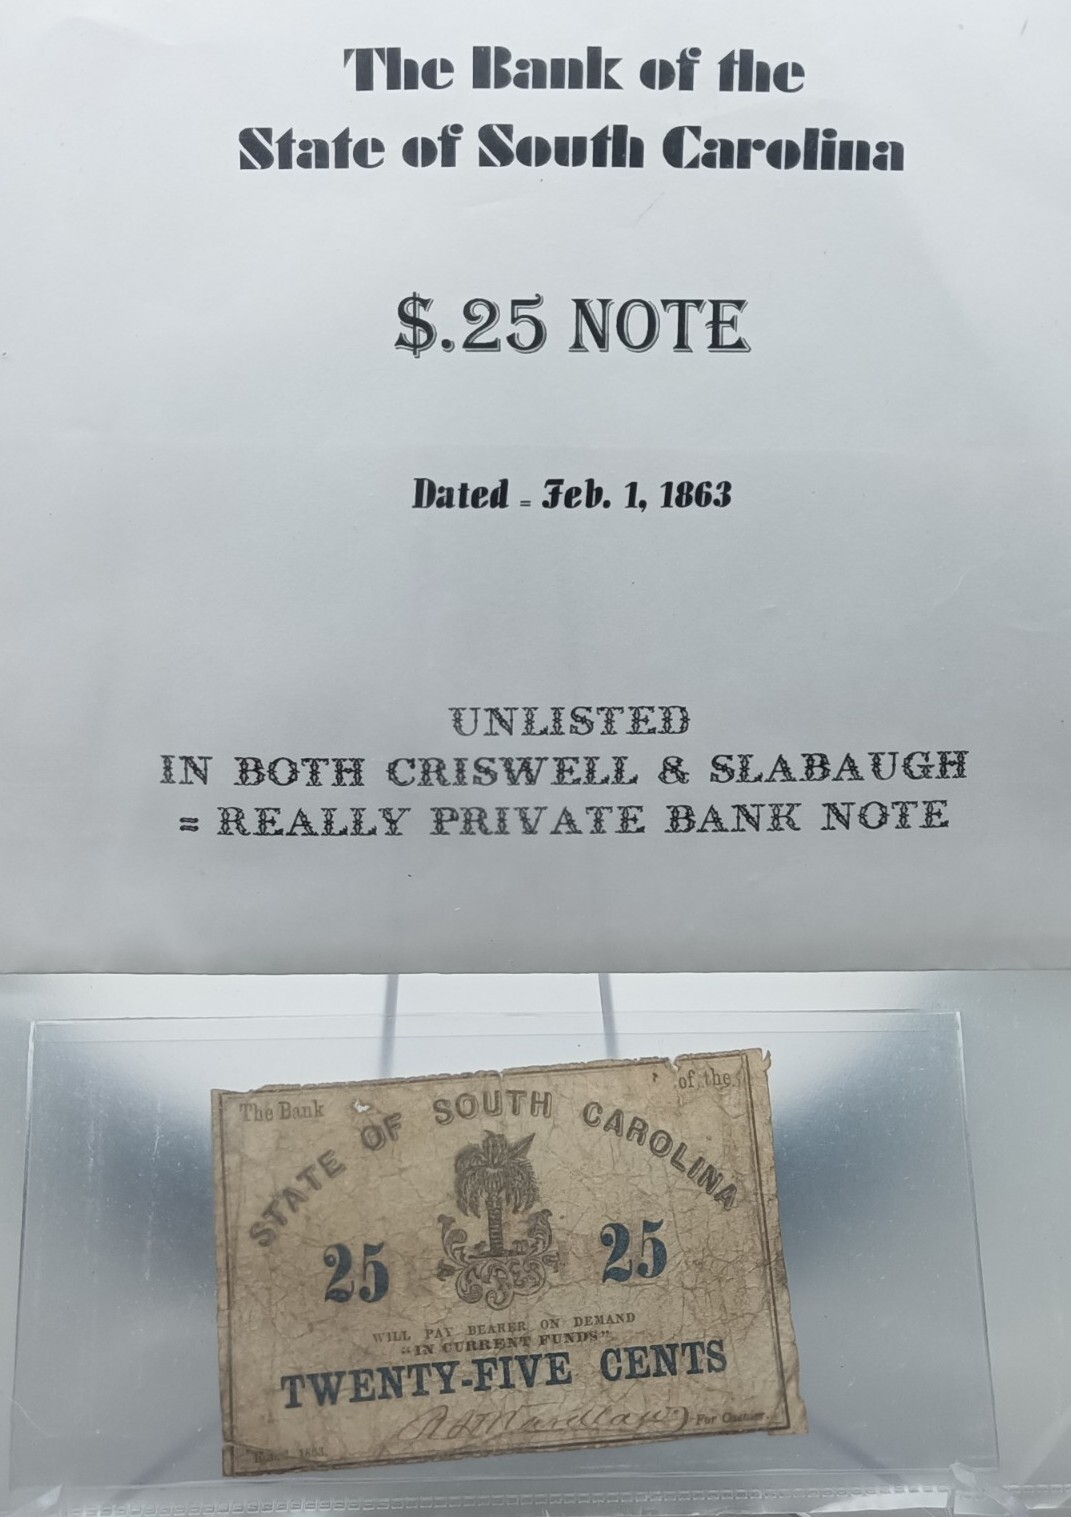 The Bank of the
State of South Carolina
$.25 NOTE
Dated = Feb. 1, 1863
UNLISTED
IN BOTH CRISWELL & SLABAUGH
= REALLY PRIVATE BANK NOTE
The Bank of the
STATE OF SOUTH CAROLINA
25 25
WILL PAY BEARER ON DEMAND
"IN CURRENT FUNDS"
TWENTY-FIVE CENTS
Wardlaw For Cashier.
1863.